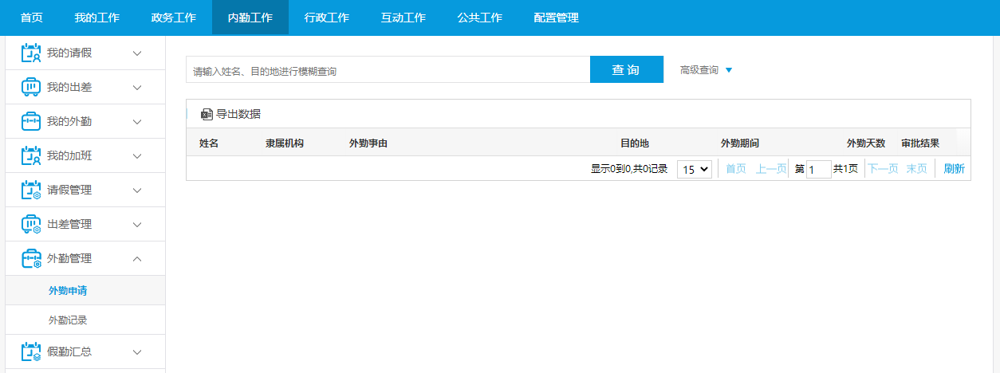 首页 我的工作 政务工作 内勤工作 行政工作 互动工作 公共工作 配置管理
我的请假
我的出差
我的外勤
我的加班
请假管理
出差管理
外勤管理
外勤申请
外勤记录
假勤汇总
请输入姓名、目的地进行模糊查询 查 询 高级查询
导出数据
姓名 隶属机构 外勤事由 目的地 外勤期间 外勤天数 审批结果
显示0到0,共0记录 15 首页 上一页 第 1 共1页 下一页 末页 刷新